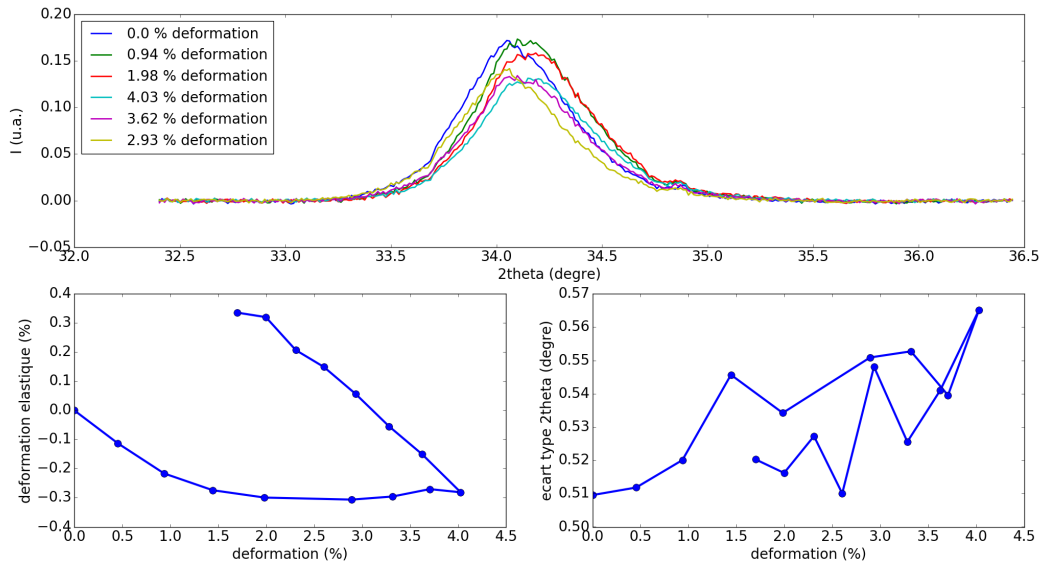 0.20
0.15
0.10
0.05
0.00
−0.05
I (u.a.)
0.0 % deformation
0.94 % deformation
1.98 % deformation
4.03 % deformation
3.62 % deformation
2.93 % deformation
32.0 32.5 33.0 33.5 34.0 34.5 35.0 35.5 36.0 36.5
2theta (degre)
0.4
0.3
0.2
0.1
0.0
−0.1
−0.2
−0.3
−0.4
deformation elastique (%)
0.0 0.5 1.0 1.5 2.0 2.5 3.0 3.5 4.0 4.5
deformation (%)
0.57
0.56
0.55
0.54
0.53
0.52
0.51
0.50
ecart type 2theta (degre)
0.0 0.5 1.0 1.5 2.0 2.5 3.0 3.5 4.0 4.5
deformation (%)